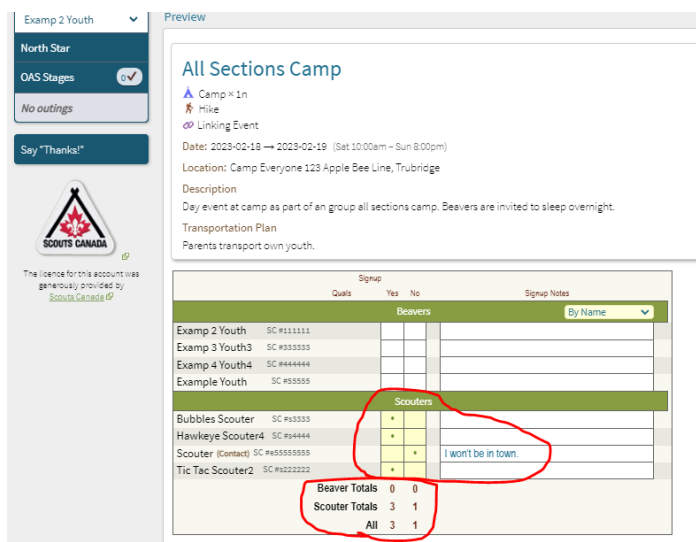 Examp 2 Youth
Preview
North Star
OAS Stages 0
No outings
Say "Thanks!"
SCOUTS CANADA
The licence for this account was
generously provided by
Scouts Canada
All Sections Camp
Camp × 1n
Hike
Linking Event
Date: 2023-02-18 → 2023-02-19 (Sat 10:00am – Sun 8:00pm)
Location: Camp Everyone 123 Apple Bee Line, Trubridge
Description
Day event at camp as part of an group all sections camp. Beavers are invited to sleep overnight.
Transportation Plan
Parents transport own youth.
Signup
Quals Yes No Signup Notes
Beavers By Name
Examp 2 Youth SC #111111
Examp 3 Youth3 SC #333333
Examp 4 Youth4 SC #444444
Example Youth SC #55555
Scouters
Bubbles Scouter SC #s3333 *
Hawkeye Scouter4 SC #s4444 *
Scouter (Contact) SC #e55555555 * I won't be in town.
Tic Tac Scouter2 SC #s222222 *
Beaver Totals 0 0
Scouter Totals 3 1
All 3 1